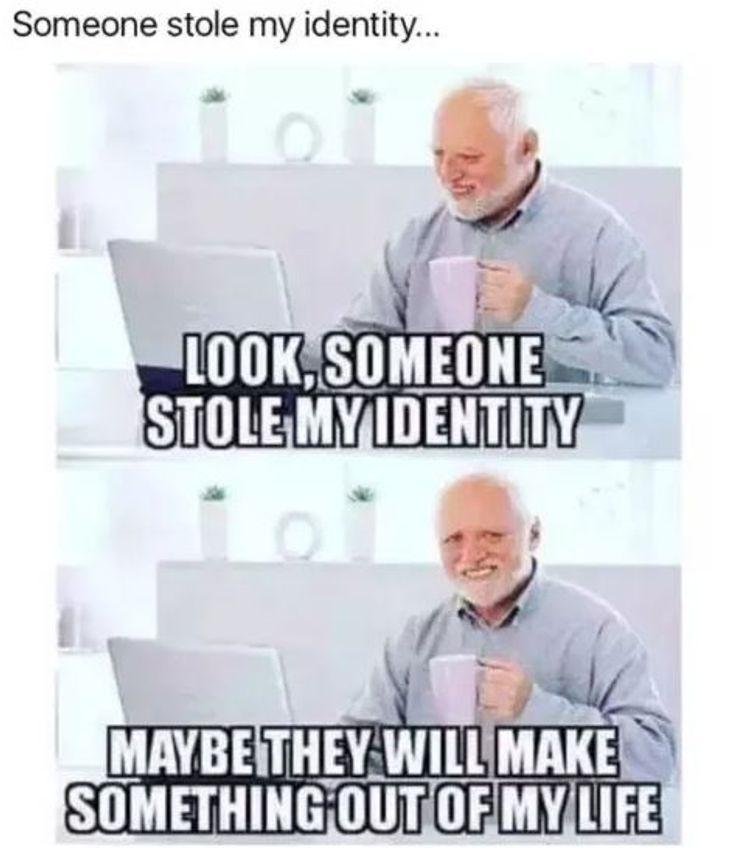 Someone stole my identity...
LOOK, SOMEONE
STOLE MY IDENTITY
MAYBE THEY WILL MAKE
SOMETHING OUT OF MY LIFE